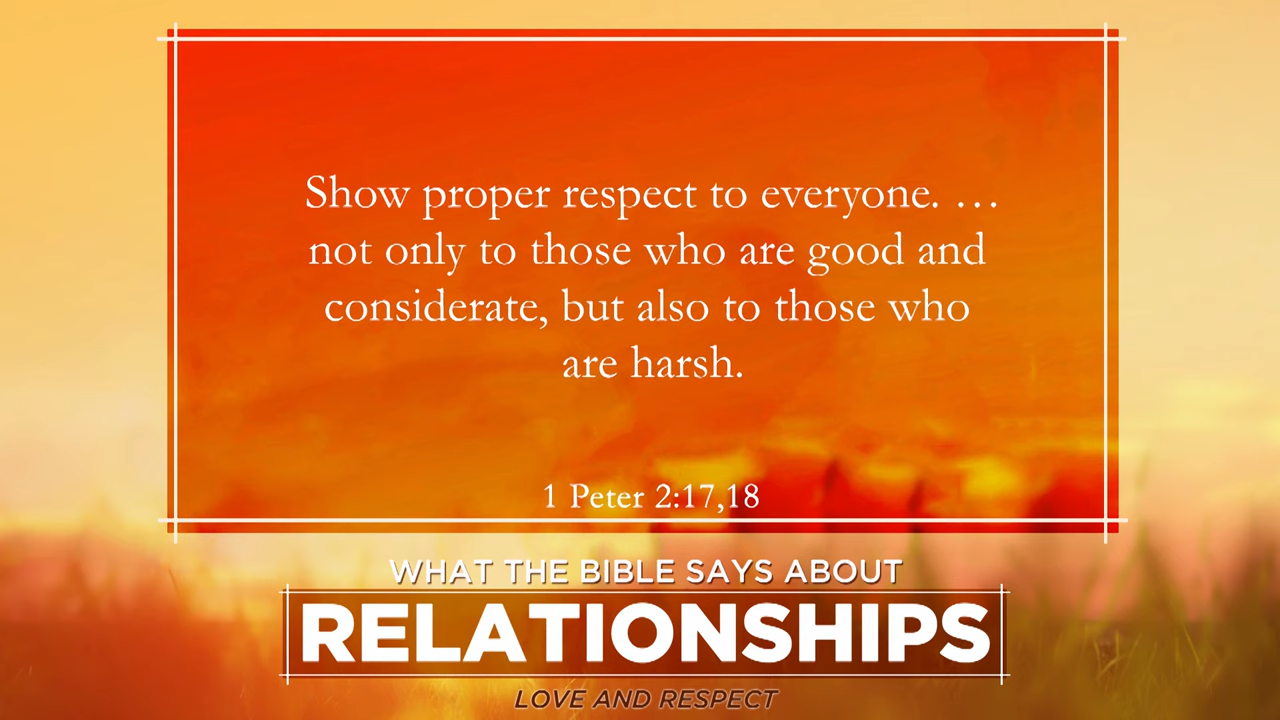 Show proper respect to everyone. …
not only to those who are good and
considerate, but also to those who
are harsh.
1 Peter 2:17,18
WHAT THE BIBLE SAYS ABOUT
RELATIONSHIPS
LOVE AND RESPECT